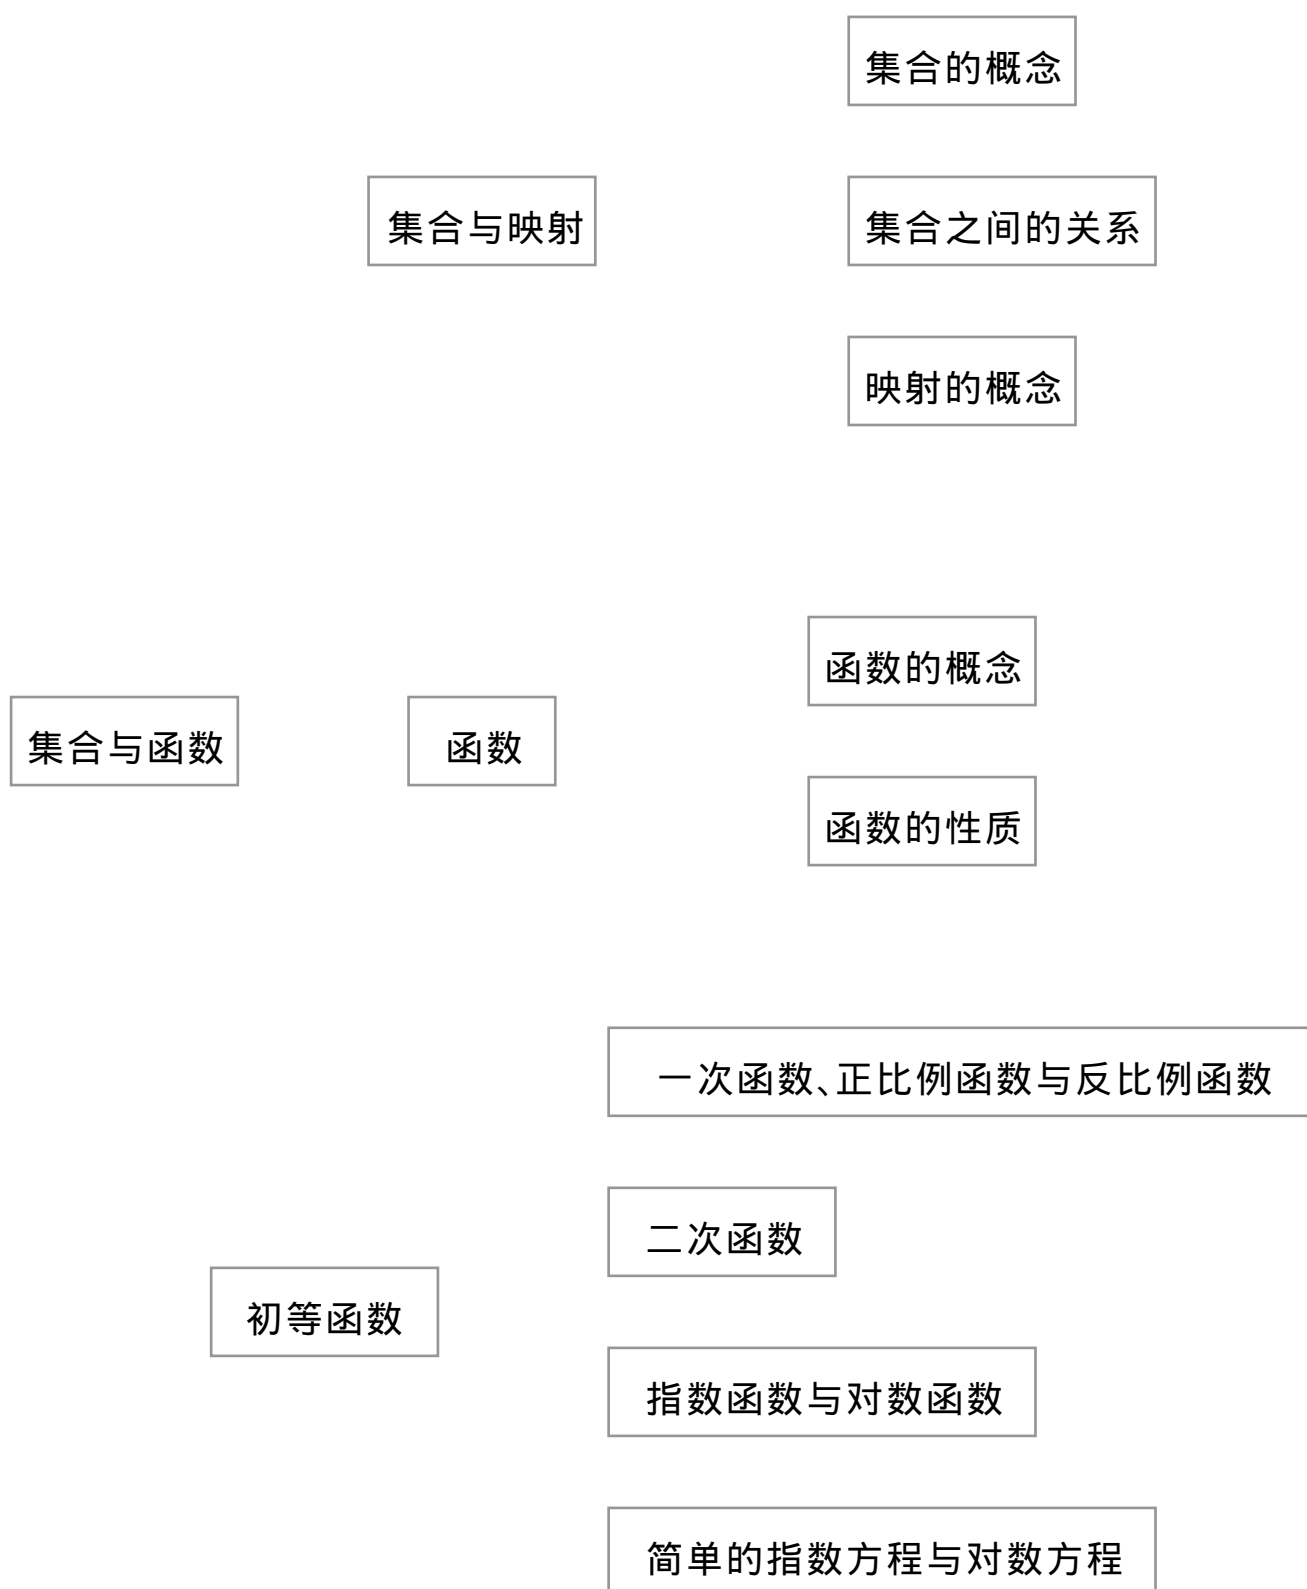 集合的概念
集合与映射
集合之间的关系
映射的概念
函数的概念
集合与函数
函数
函数的性质
一次函数、正比例函数与反比例函数
二次函数
初等函数
指数函数与对数函数
简单的指数方程与对数方程